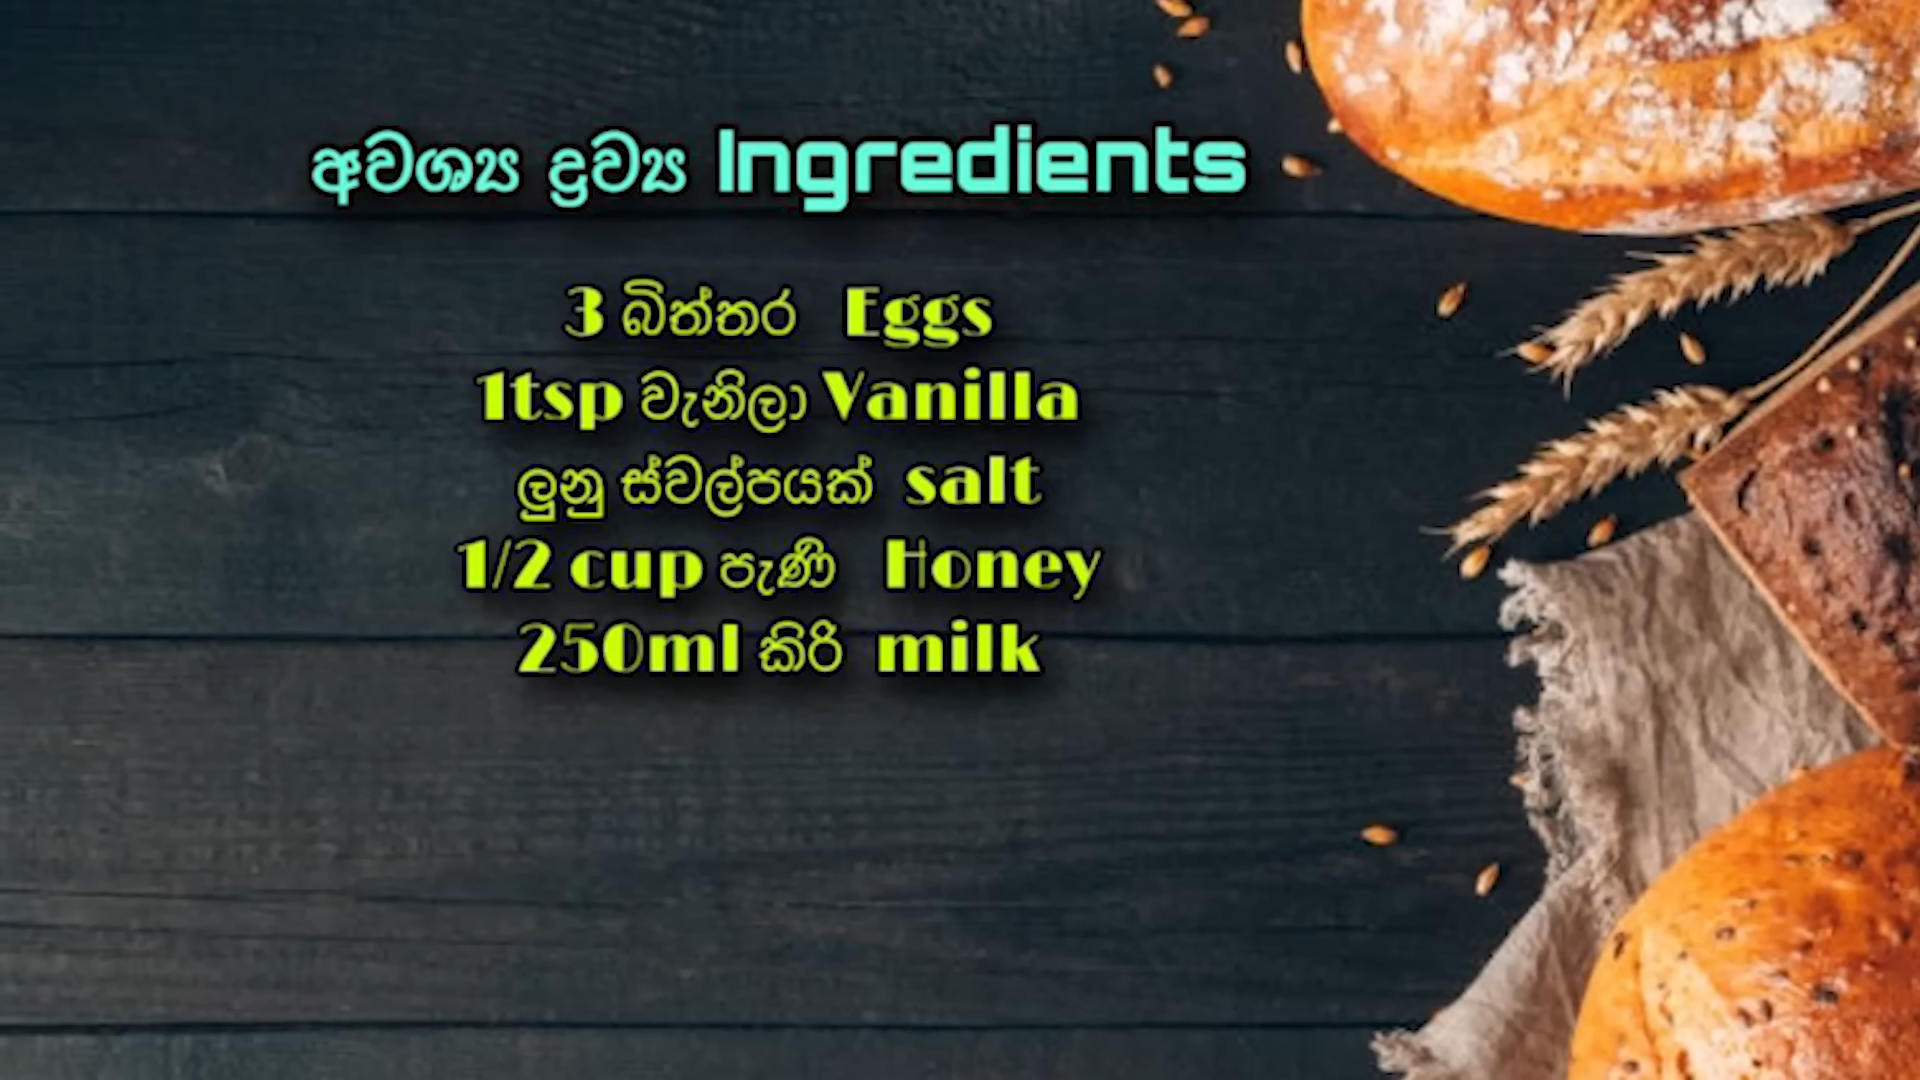 අවශ්‍ය ද්‍රව්‍ය Ingredients
3 බිත්තර Eggs
1tsp වැනිලා Vanilla
ලුනු ස්වල්පයක් salt
1/2 cup පැණි Honey
250ml කිරි milk